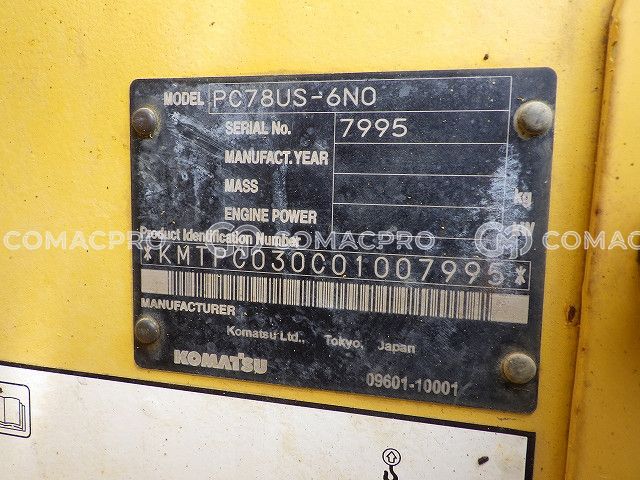 MODEL PC78US-6N0
SERIAL No. 7995
MANUFACT. YEAR
MASS kg
ENGINE POWER
Product Identification Number
COMACPRO COMACPRO COMACPRO
*KMTPC030C01007995*
MANUFACTURER
Komatsu Ltd., Tokyo, Japan
KOMATSU
09601-10001